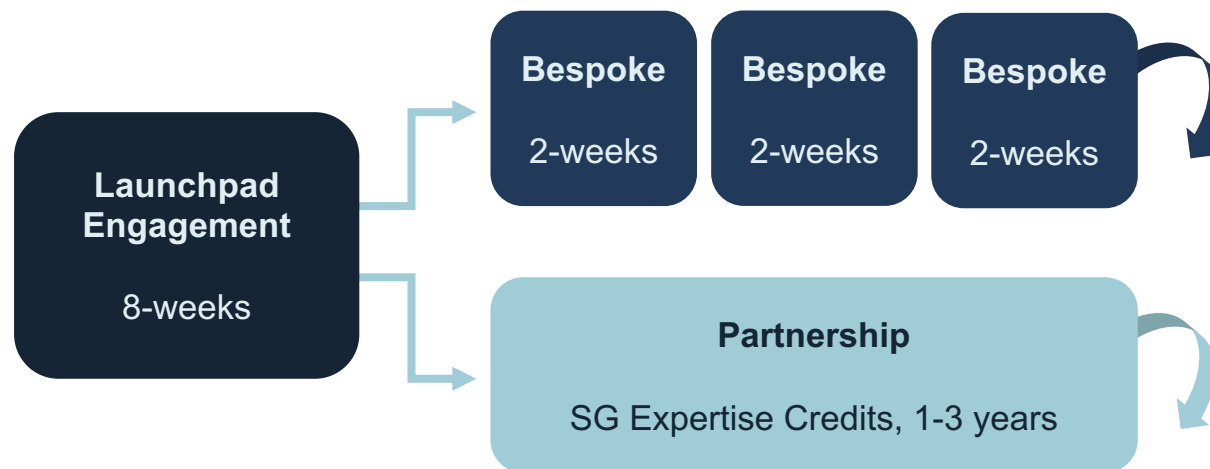 Launchpad
Engagement
8-weeks
Bespoke
2-weeks
Bespoke
2-weeks
Bespoke
2-weeks
Partnership
SG Expertise Credits, 1-3 years